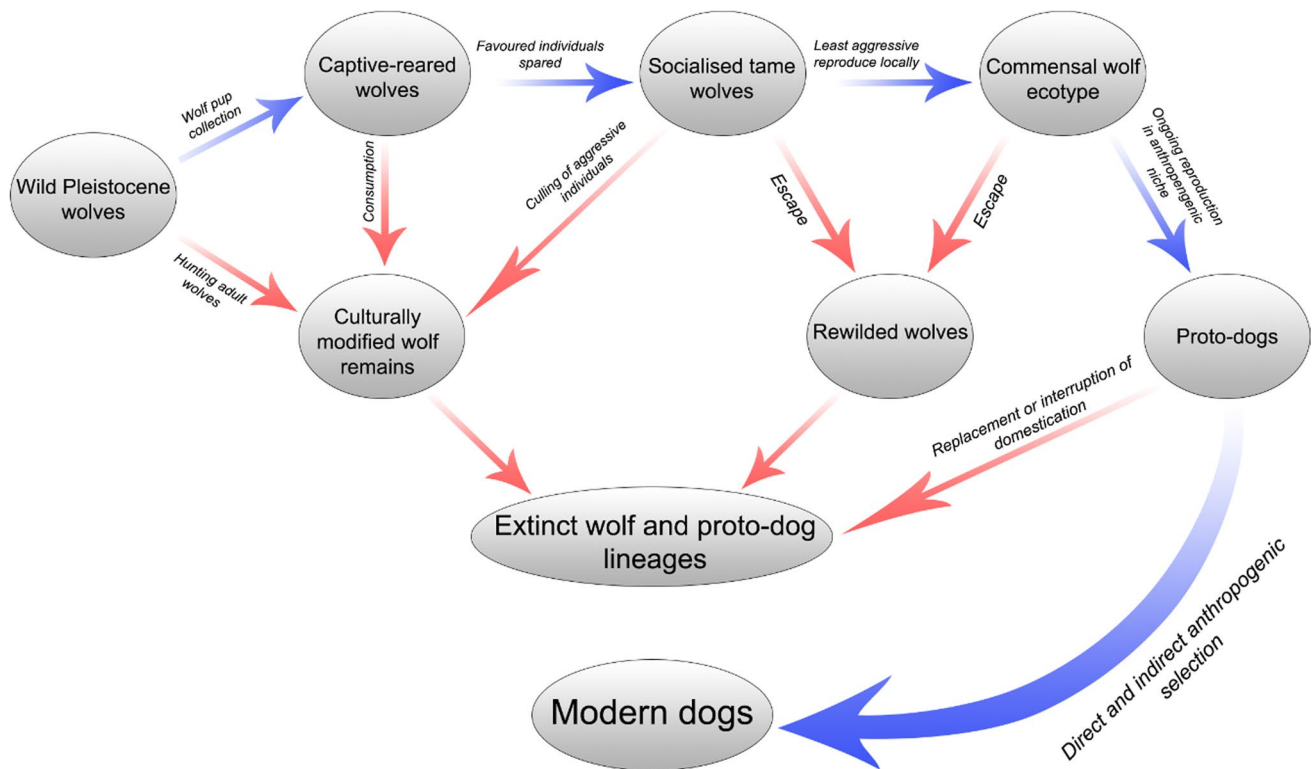 Captive-reared
wolves
Favoured individuals
spared
Socialised tame
wolves
Least aggressive
reproduce locally
Commensal wolf
ecotype
Wolf pup
collection
Wild Pleistocene
wolves
Consumption
Culling of aggressive
individuals
Escape
Escape
Ongoing reproduction
in anthropengenic
niche
Hunting adult
wolves
Culturally
modified wolf
remains
Rewilded wolves
Proto-dogs
Replacement or interruption of
domestication
Extinct wolf and proto-dog
lineages
Direct and indirect anthropogenic
selection
Modern dogs